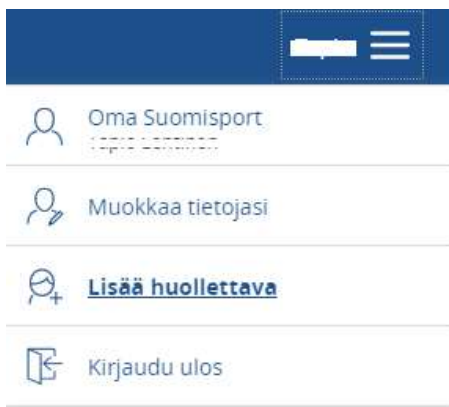 Oma Suomisport
Muokkaa tietojasi
Lisää huollettava
Kirjaudu ulos